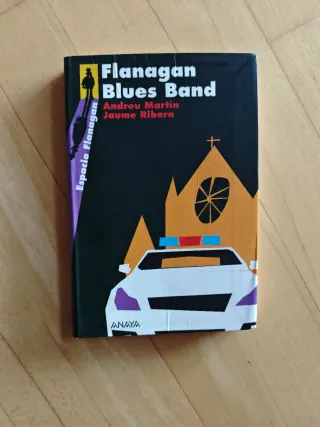 Flanagan
Blues Band
Andreu Martín
Jaume Ribera
Espacio Flanagan
ANAYA